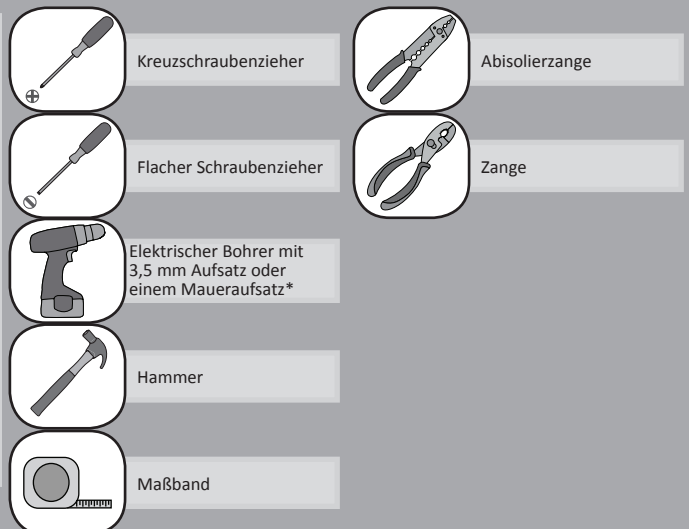 Kreuzschraubenzieher
Flacher Schraubenzieher
Elektrischer Bohrer mit
3,5 mm Aufsatz oder
einem Maueraufsatz*
Hammer
Maßband
Abisolierzange
Zange